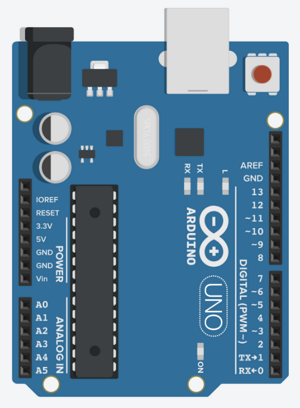 AREF
GND
13
12
~11
~10
~9
8
7
~6
~5
4
~3
2
TX→1
RX←0
DIGITAL (PWM~)
IOREF
RESET
3.3V
5V
GND
GND
Vin
POWER
A0
A1
A2
A3
A4
A5
ANALOG IN
RX
TX
L
ARDUINO
UNO
ON